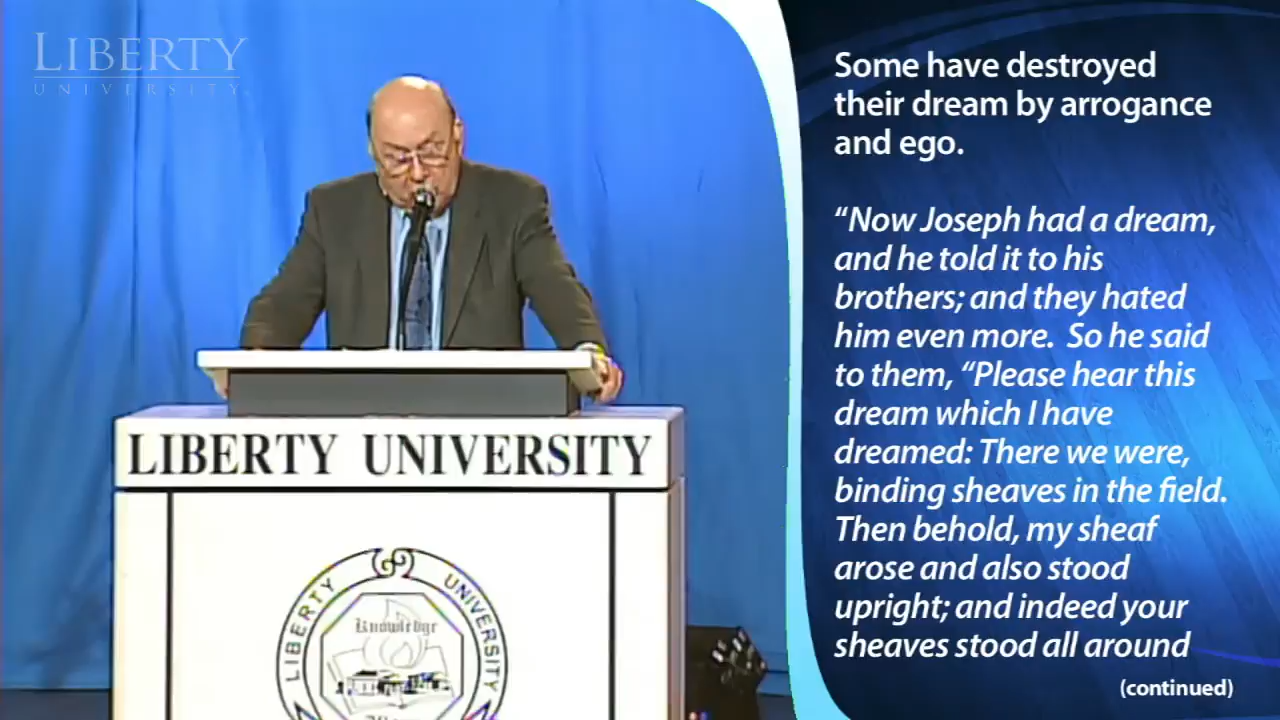 LIBERTY
UNIVERSITY
Some have destroyed
their dream by arrogance
and ego.
“Now Joseph had a dream,
and he told it to his
brothers; and they hated
him even more.  So he said
to them, “Please hear this
dream which I have
dreamed: There we were,
binding sheaves in the field.
Then behold, my sheaf
arose and also stood
upright; and indeed your
sheaves stood all around
(continued)
LIBERTY UNIVERSITY
LIBERTY UNIVERSITY
Knowledge